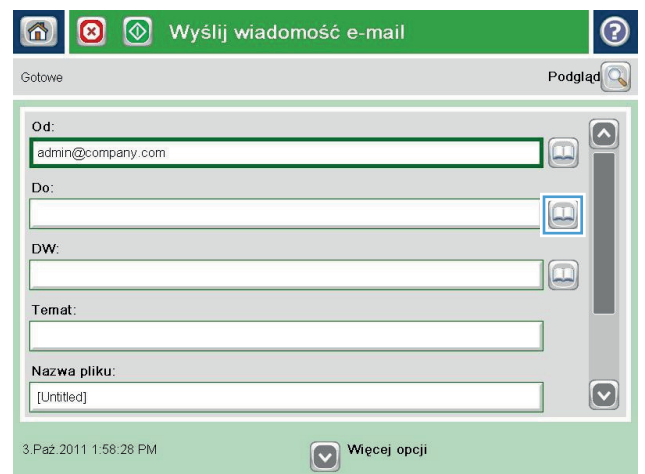 Wyślij wiadomość e-mail
Gotowe Podgląd
Od:
admin@company.com
Do:
DW:
Temat:
Nazwa pliku:
[Untitled]
3.Paź.2011 1:58:28 PM Więcej opcji